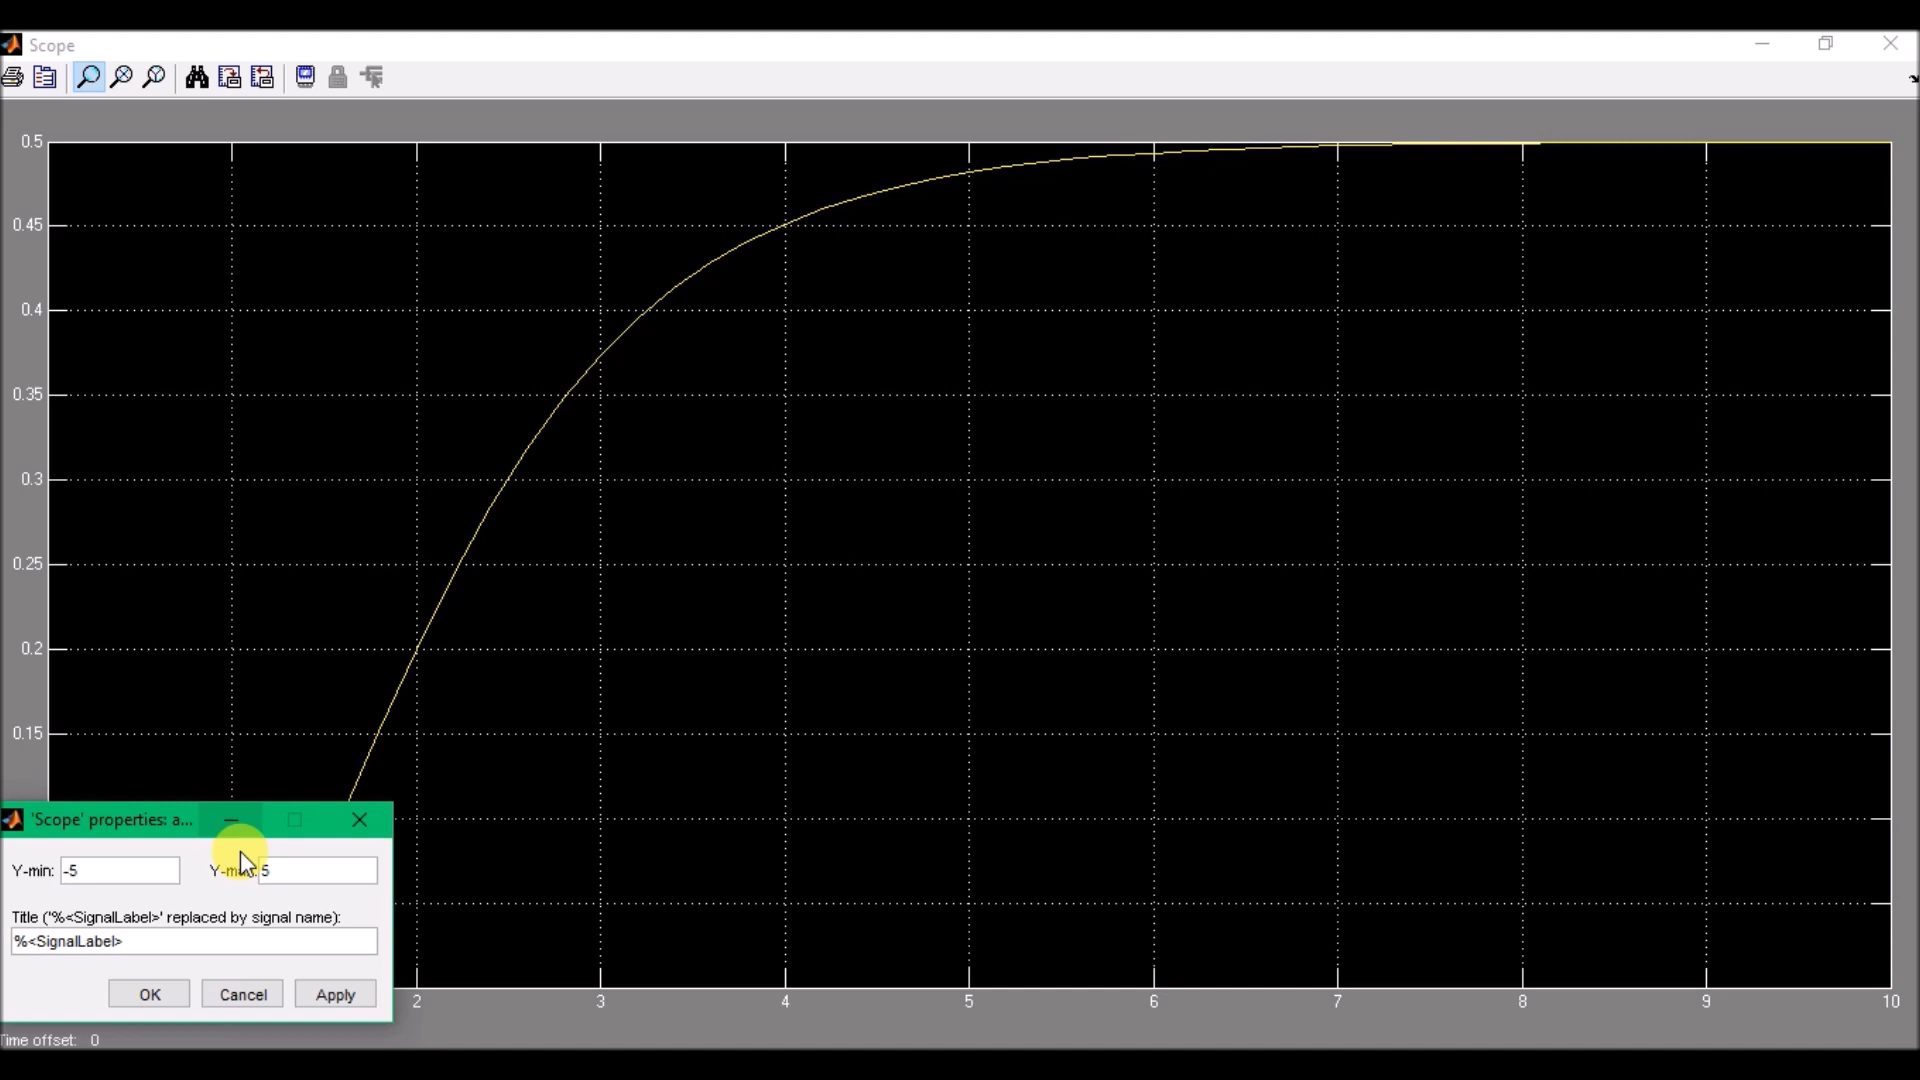 Scope
0.5
0.45
0.4
0.35
0.3
0.25
0.2
0.15
'Scope' properties: a...
Y-min: -5 5
Title ('%<SignalLabel>' replaced by signal name):
%<SignalLabel>
OK Cancel Apply
2 3 4 5 6 7 8 9 10
Time offset: 0